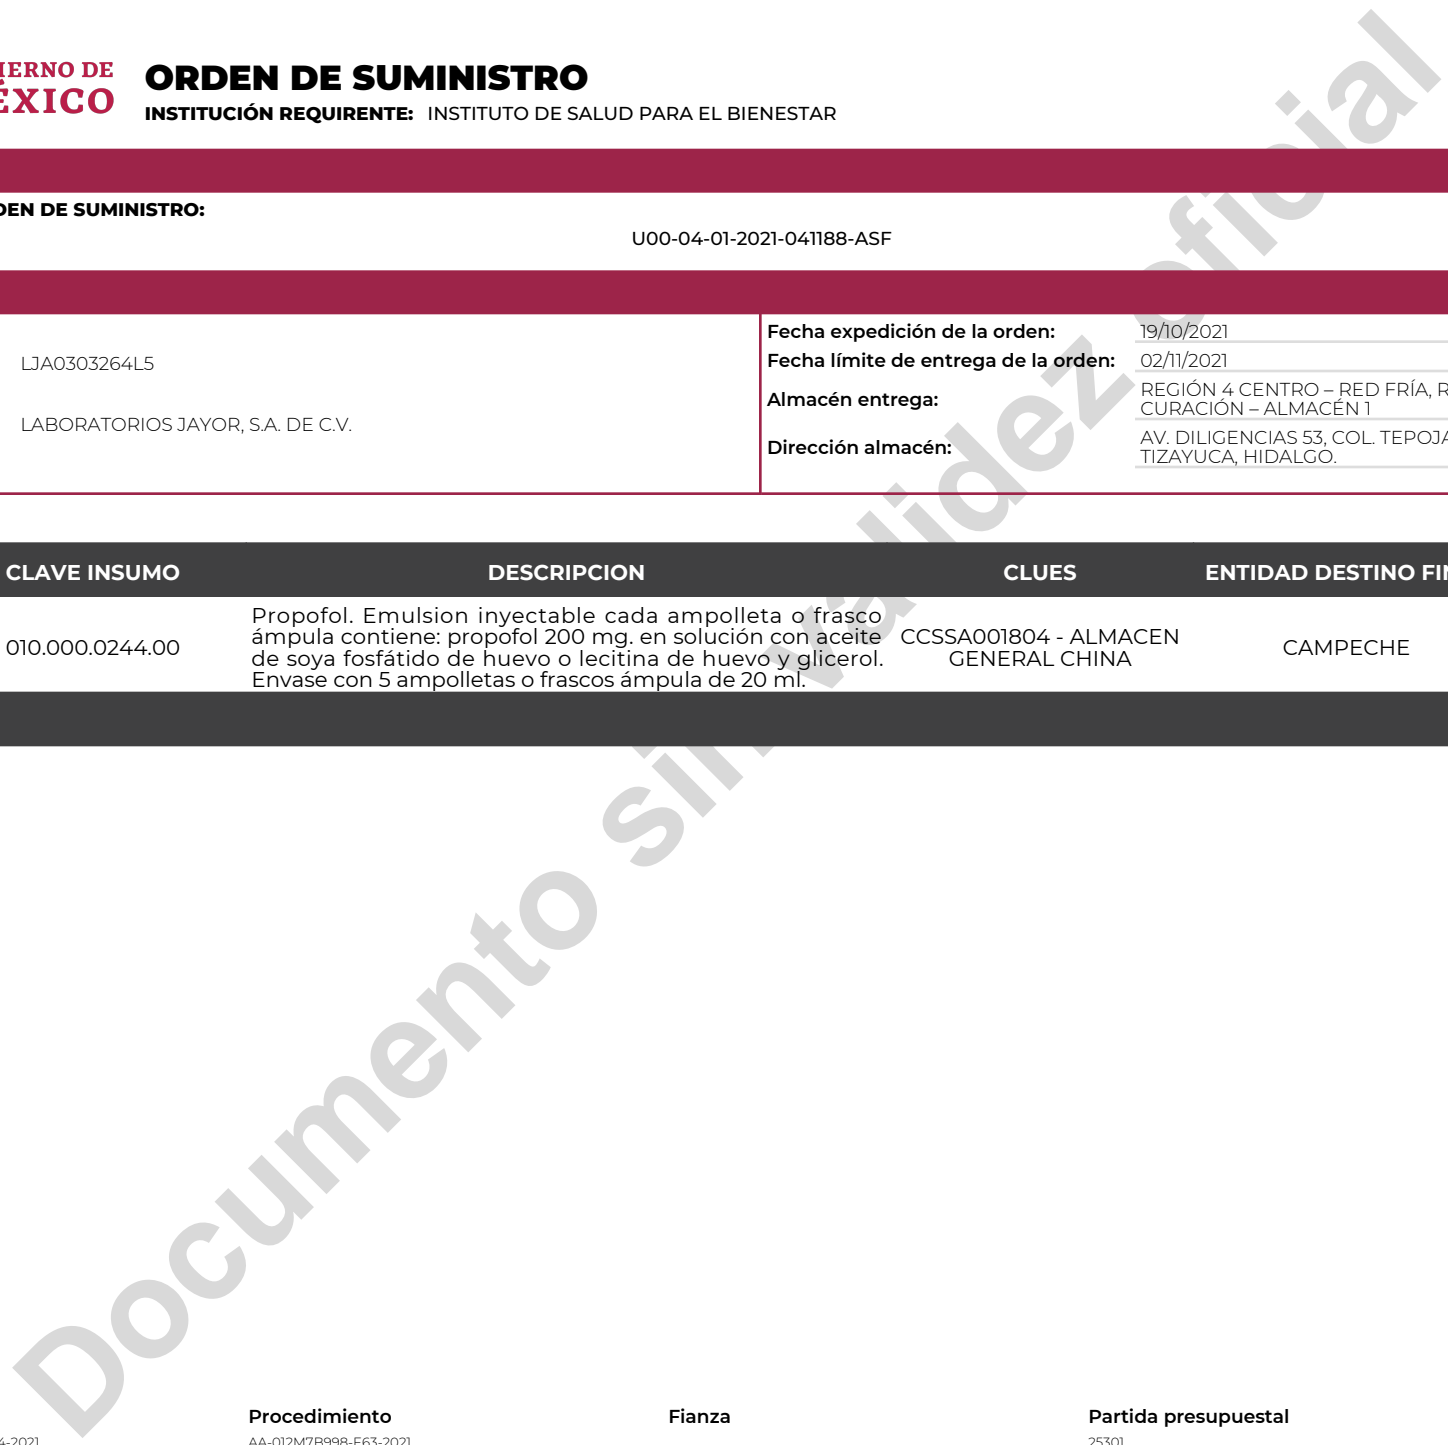 IERNO DE
ÉXICO
ORDEN DE SUMINISTRO
INSTITUCIÓN REQUIRENTE: INSTITUTO DE SALUD PARA EL BIENESTAR
DEN DE SUMINISTRO:
U00-04-01-2021-041188-ASF
LJA0303264L5
LABORATORIOS JAYOR, S.A. DE C.V.
Fecha expedición de la orden: 19/10/2021
Fecha límite de entrega de la orden: 02/11/2021
Almacén entrega: REGIÓN 4 CENTRO – RED FRÍA, R
CURACIÓN – ALMACÉN 1
Dirección almacén: AV. DILIGENCIAS 53, COL. TEPOJA
TIZAYUCA, HIDALGO.
CLAVE INSUMO DESCRIPCION CLUES ENTIDAD DESTINO FIN
010.000.0244.00
Propofol. Emulsion inyectable cada ampolleta o frasco
ámpula contiene: propofol 200 mg. en solución con aceite
de soya fosfátido de huevo o lecitina de huevo y glicerol.
Envase con 5 ampolletas o frascos ámpula de 20 ml.
CCSSA001804 - ALMACEN
GENERAL CHINA
CAMPECHE
Documento sin validez oficial
Procedimiento Fianza Partida presupuestal
4-2021 AA-012M7B998-E63-2021 25301